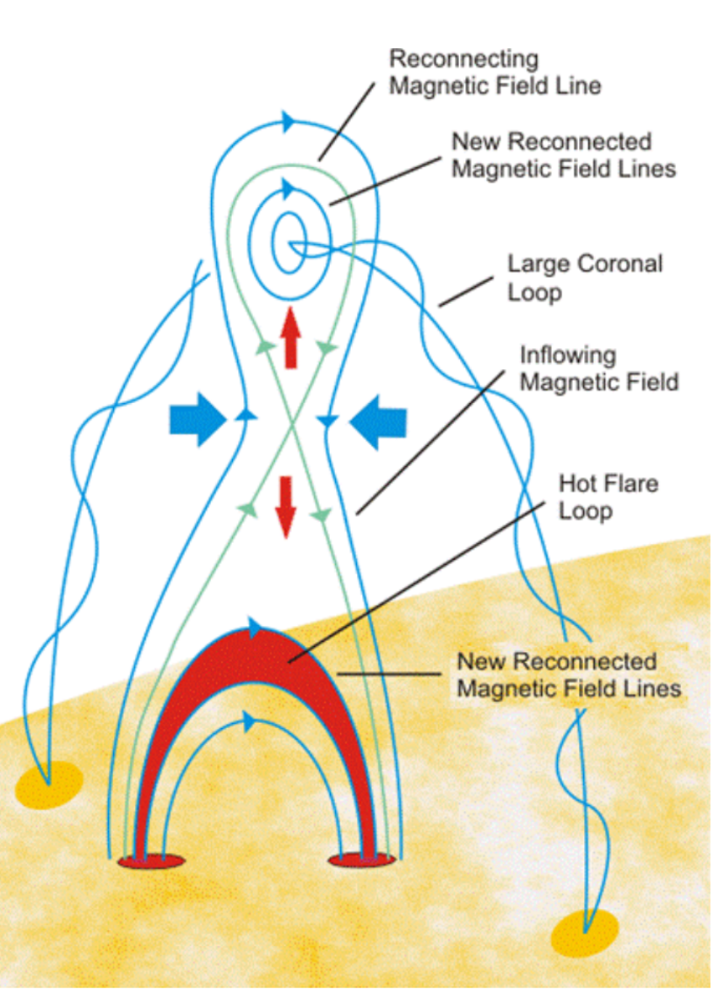 Reconnecting
Magnetic Field Line
New Reconnected
Magnetic Field Lines
Large Coronal
Loop
Inflowing
Magnetic Field
Hot Flare
Loop
New Reconnected
Magnetic Field Lines